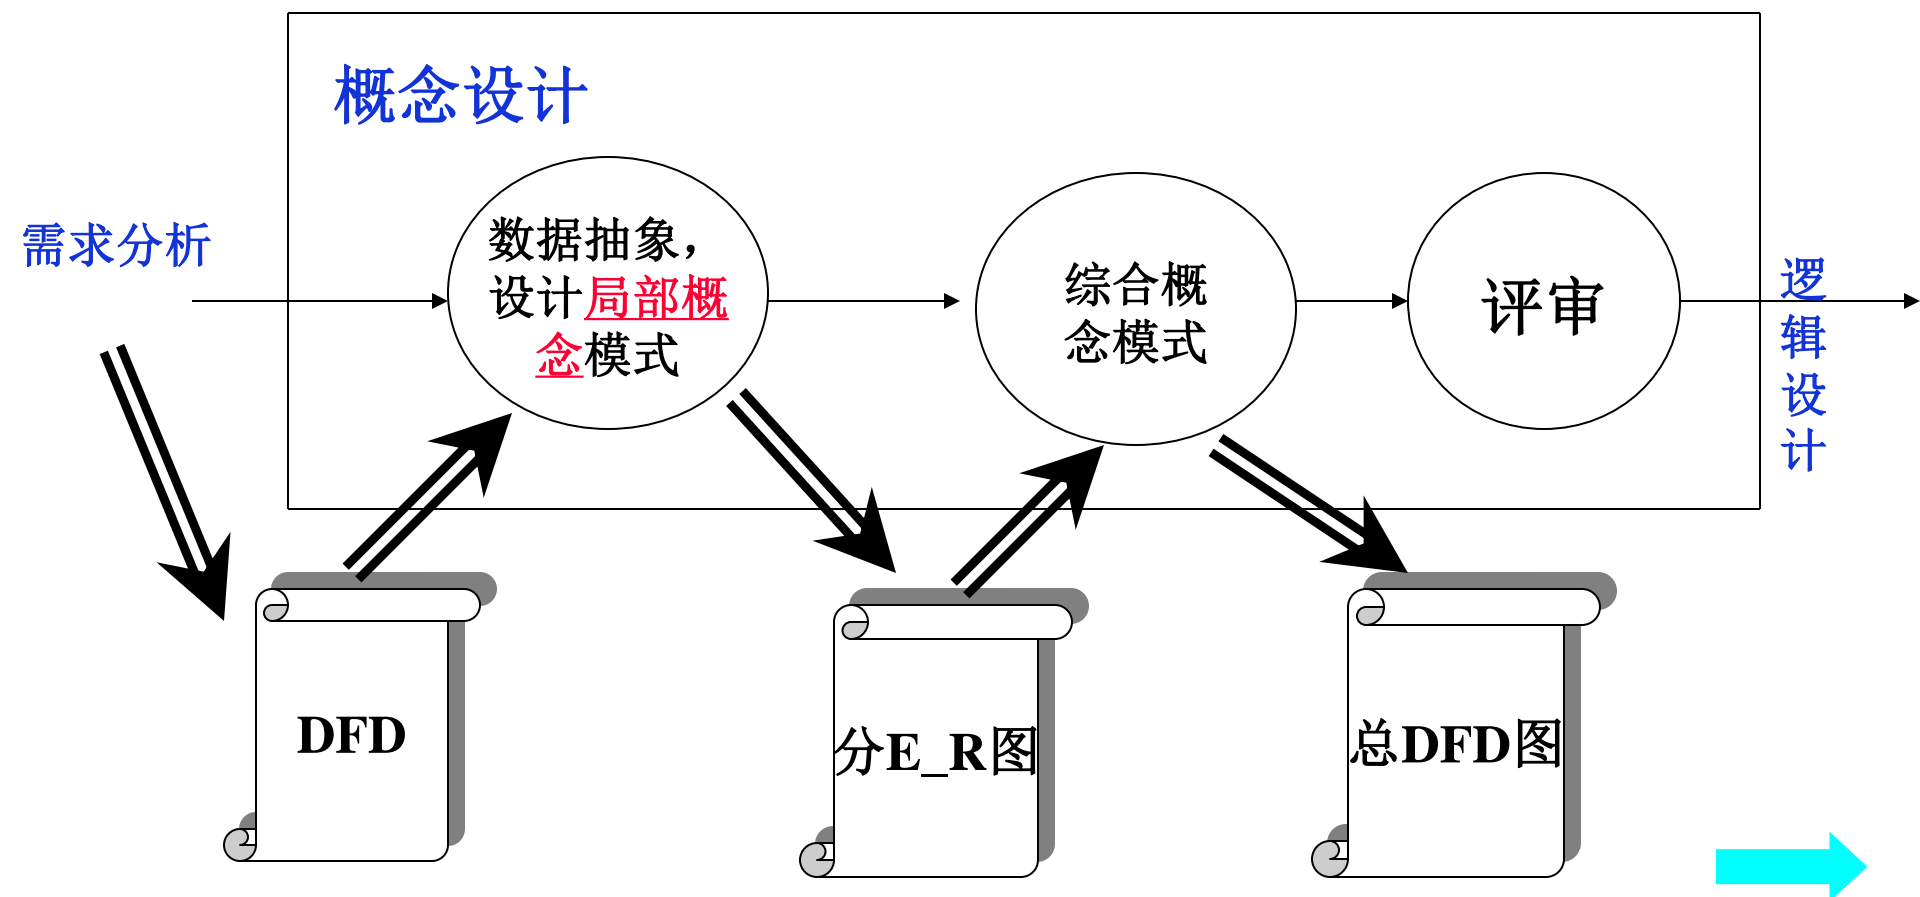 概念设计
需求分析
数据抽象，
设计局部概
念模式
综合概
念模式
评审
逻
辑
设
计
DFD
分E_R图
总DFD图